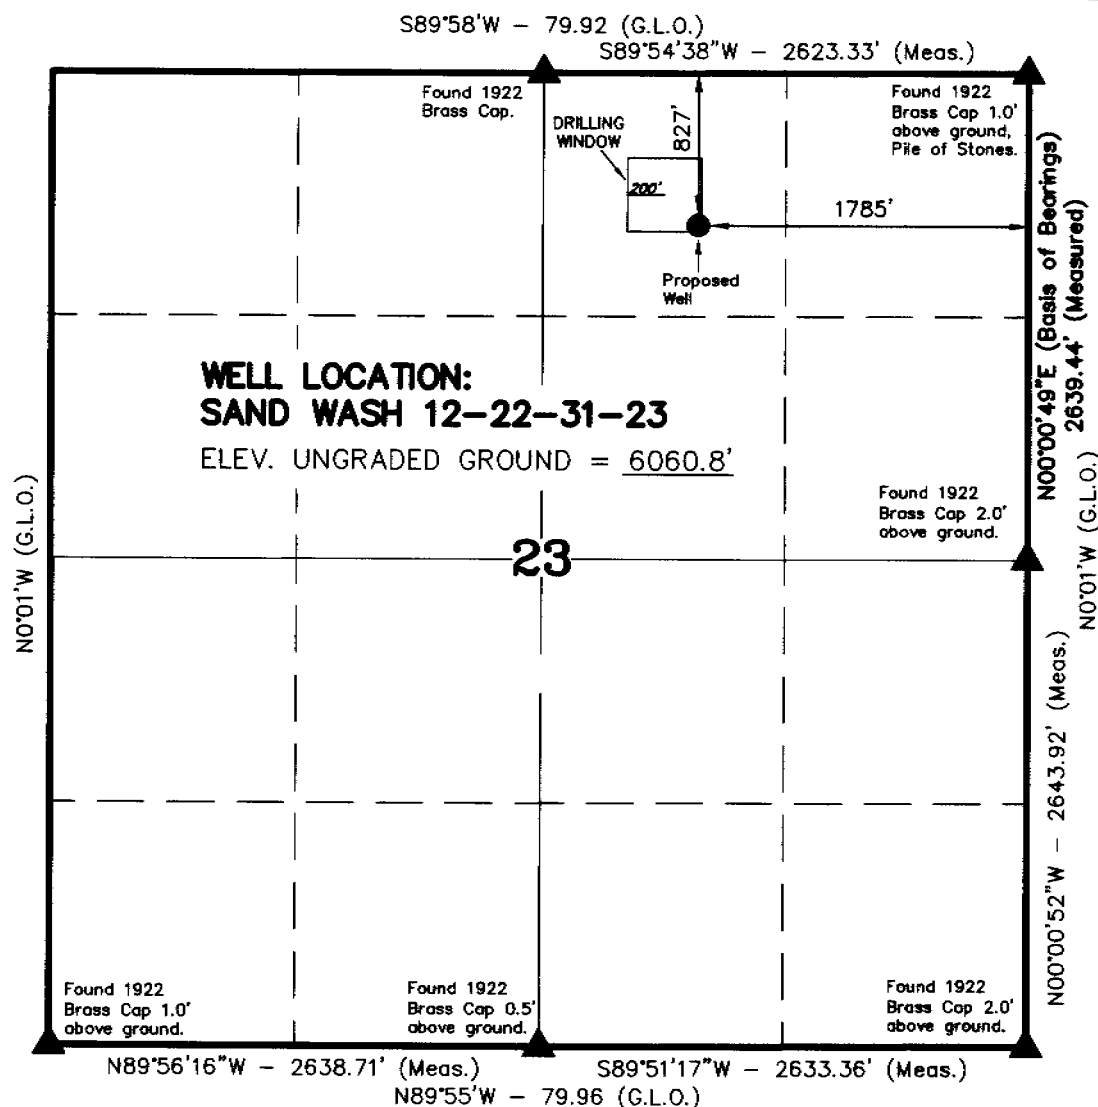 S89°58'W - 79.92 (G.L.O.)
S89°54'38"W - 2623.33' (Meas.)
Found 1922
Brass Cap.
Found 1922
Brass Cap 1.0'
above ground,
Pile of Stones.
DRILLING
WINDOW
827'
200'
1785'
Proposed
Well
N00°00'49"E (Basis of Bearings)
2639.44' (Measured)
WELL LOCATION:
SAND WASH 12-22-31-23
ELEV. UNGRADED GROUND = 6060.8'
N0°01'W (G.L.O.)
Found 1922
Brass Cap 2.0'
above ground.
N0°01'W (G.L.O.)
23
N00°00'52"W - 2643.92' (Meas.)
Found 1922
Brass Cap 1.0'
above ground.
Found 1922
Brass Cap 0.5'
above ground.
Found 1922
Brass Cap 2.0'
above ground.
N89°56'16"W - 2638.71' (Meas.)
S89°51'17"W - 2633.36' (Meas.)
N89°55'W - 79.96 (G.L.O.)